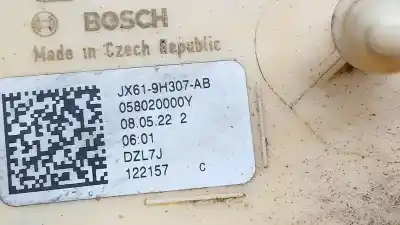 BOSCH
Made in Czech Republic
JX61-9H307-AB
058020000Y
08.05.22 2
06:01
DZL7J
122157 C